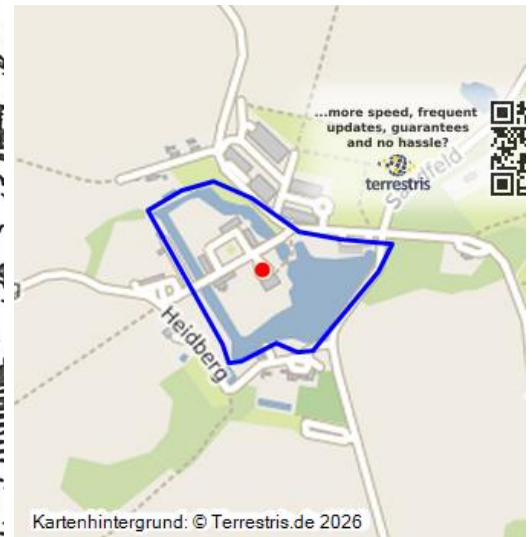 ...more speed, frequent
updates, guarantees
and no hassle?
terrestris
Sandfeld
Heidberg
Kartenhintergrund: © Terrestris.de 2026